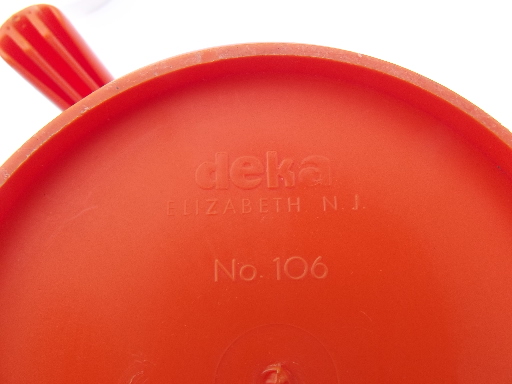 deka
ELIZABETH N.J.
No. 106